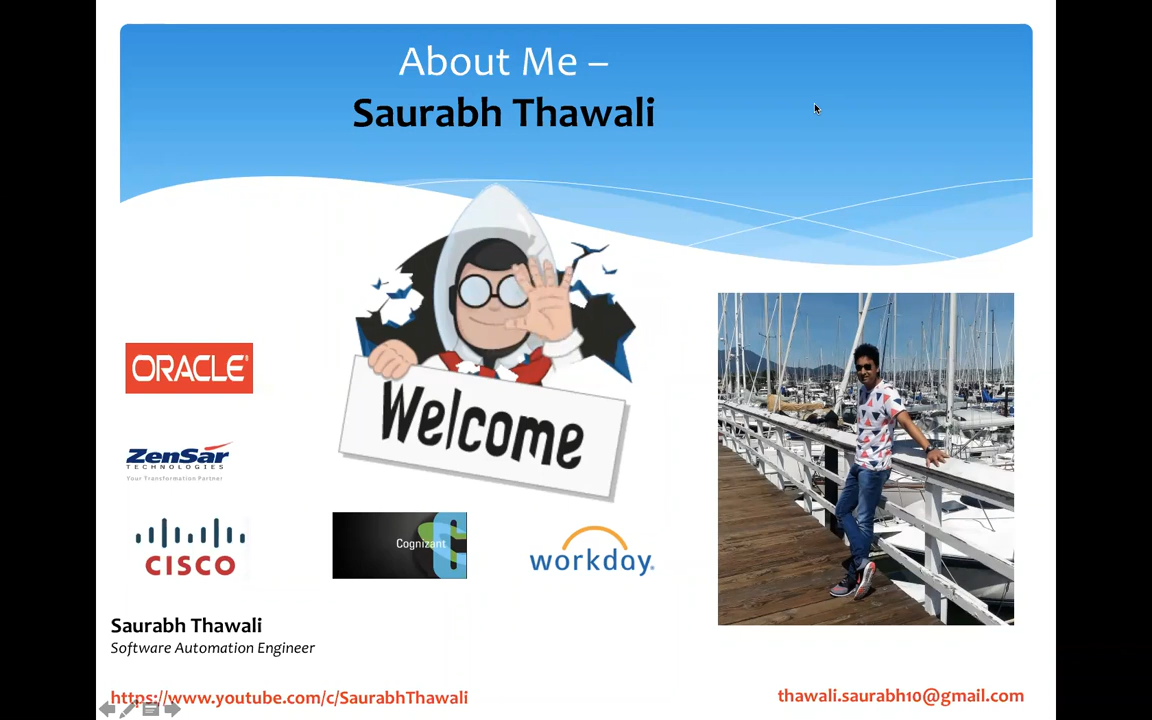 About Me –
Saurabh Thawali
ORACLE®
ZenSar
TECHNOLOGIES
Your Transformation Partner
Welcome
CISCO
Cognizant
workday.
Saurabh Thawali
Software Automation Engineer
https://www.youtube.com/c/SaurabhThawali
thawali.saurabh10@gmail.com